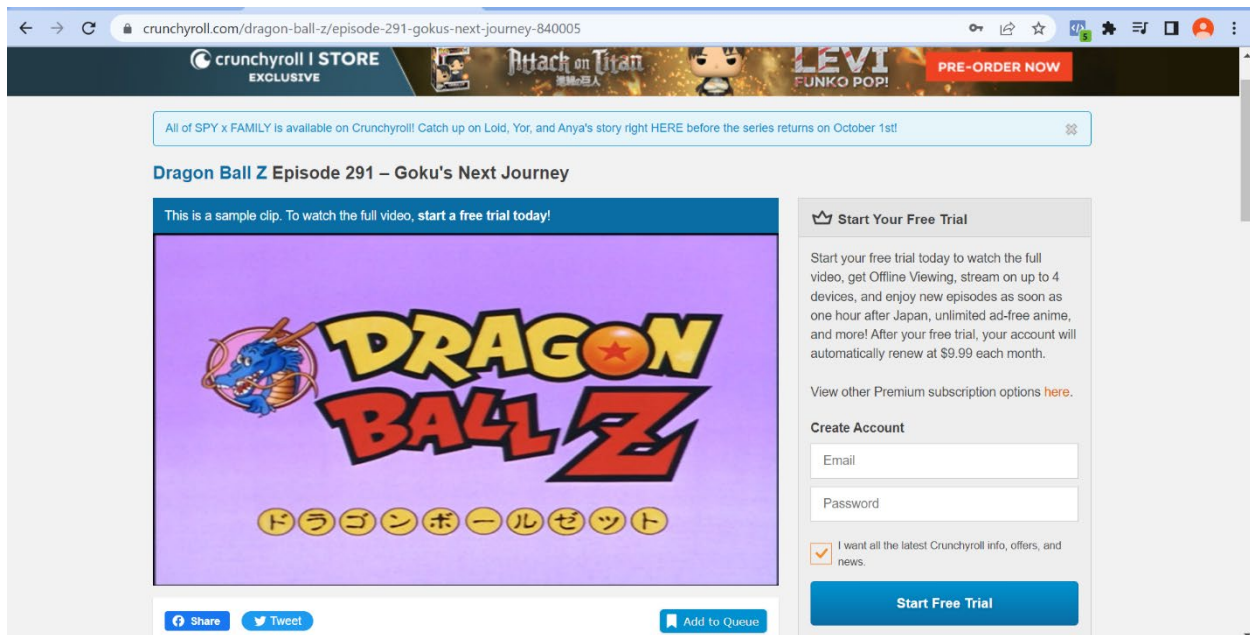 crunchyroll.com/dragon-ball-z/episode-291-gokus-next-journey-840005
5
crunchyroll | STORE
EXCLUSIVE
Attack on Titan
進撃の巨人
LEVI
FUNKO POP!
PRE-ORDER NOW
All of SPY x FAMILY is available on Crunchyroll! Catch up on Loid, Yor, and Anya's story right HERE before the series returns on October 1st!
Dragon Ball Z Episode 291 – Goku's Next Journey
This is a sample clip. To watch the full video, start a free trial today!
DRAGON
BALL Z
ドラゴンボールゼット
Share
Tweet
Add to Queue
Start Your Free Trial
Start your free trial today to watch the full
video, get Offline Viewing, stream on up to 4
devices, and enjoy new episodes as soon as
one hour after Japan, unlimited ad-free anime,
and more! After your free trial, your account will
automatically renew at $9.99 each month.
View other Premium subscription options here.
Create Account
Email
Password
I want all the latest Crunchyroll info, offers, and
news.
Start Free Trial